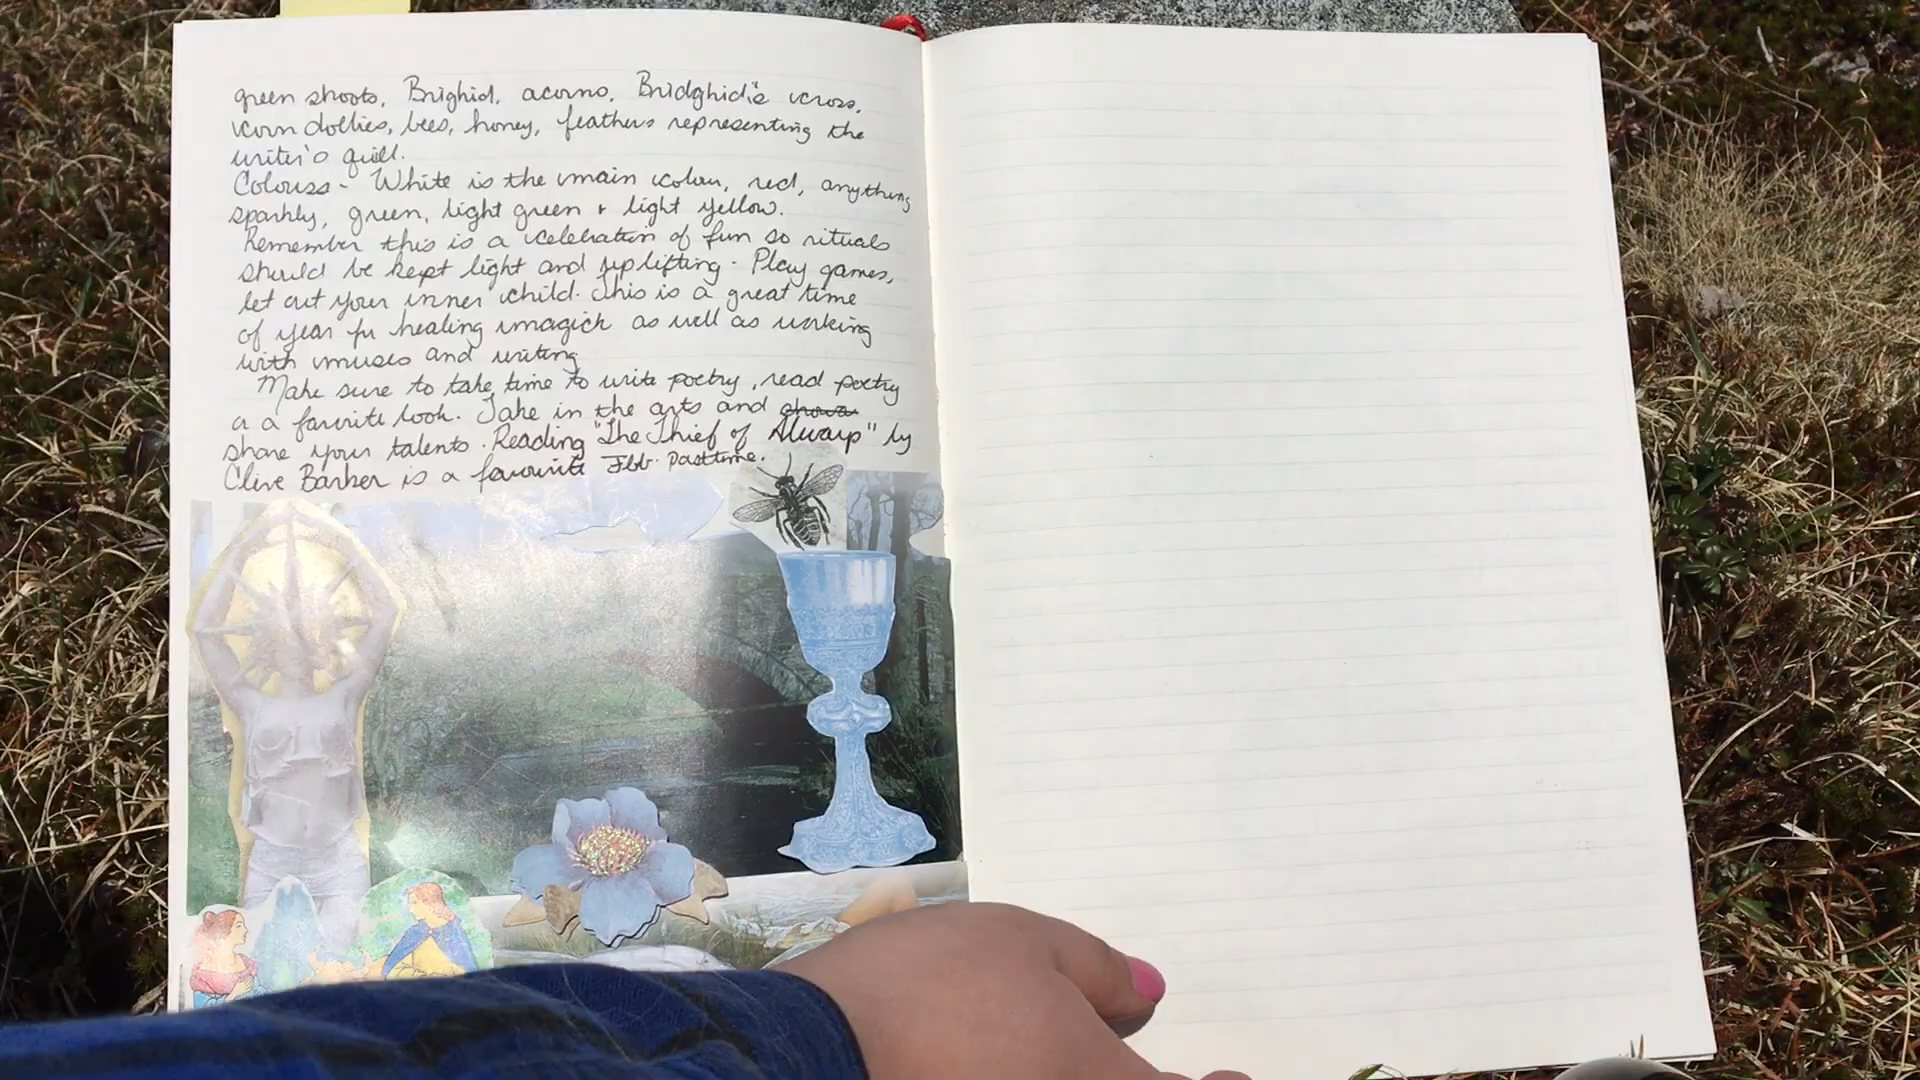 green shoots, Brighid, acorns, Bridghid's cross,
corn dollies, bees, honey, feathers representing the
writer's quill.
Colours - White is the main colour, red, anything
sparkly, green, light green + light yellow.
Remember this is a celebration of fun so rituals
should be kept light and uplifting. Play games,
let out your inner child. This is a great time
of year for healing magick as well as working
with muses and writing
Make sure to take time to write poetry, read poetry
or a favorite book. Take in the arts and
share your talents. Reading "The Thief of Always" by
Clive Barker is a favourite Feb. Pasttime.